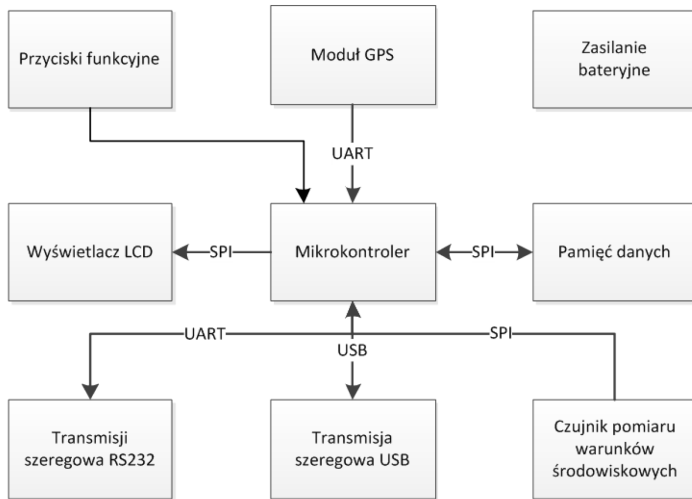 Przyciski funkcyjne
Moduł GPS
Zasilanie
bateryjne
UART
Wyświetlacz LCD
SPI
Mikrokontroler
SPI
Pamięć danych
UART
USB
SPI
Transmisji
szeregowa RS232
Transmisja
szeregowa USB
Czujnik pomiaru
warunków
środowiskowych